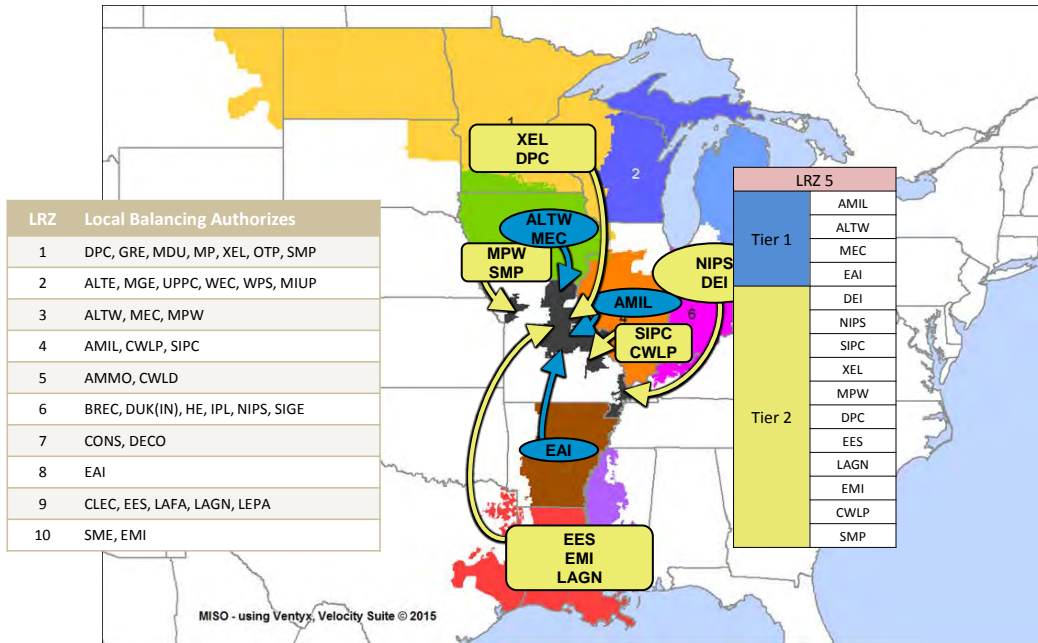 1
XEL
DPC
2
LRZ 5
LRZ Local Balancing Authorizes
1 DPC, GRE, MDU, MP, XEL, OTP, SMP
2 ALTE, MGE, UPPC, WEC, WPS, MIUP
3 ALTW, MEC, MPW
4 AMIL, CWLP, SIPC
5 AMMO, CWLD
6 BREC, DUK(IN), HE, IPL, NIPS, SIGE
7 CONS, DECO
8 EAI
9 CLEC, EES, LAFA, LAGN, LEPA
10 SME, EMI
ALTW
MEC
MPW
SMP
NIPS
DEI
AMIL
4
6
SIPC
CWLP
EAI
EES
EMI
LAGN
Tier 1
AMIL
ALTW
MEC
EAI
Tier 2
DEI
NIPS
SIPC
XEL
MPW
DPC
EES
LAGN
EMI
CWLP
SMP
MISO - using Ventyx, Velocity Suite © 2015